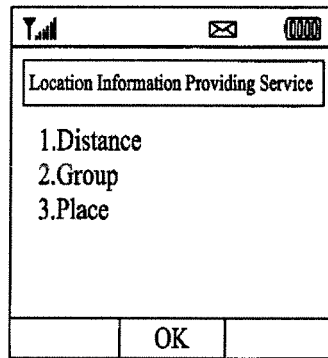 Location Information Providing Service
1.Distance
2.Group
3.Place
OK